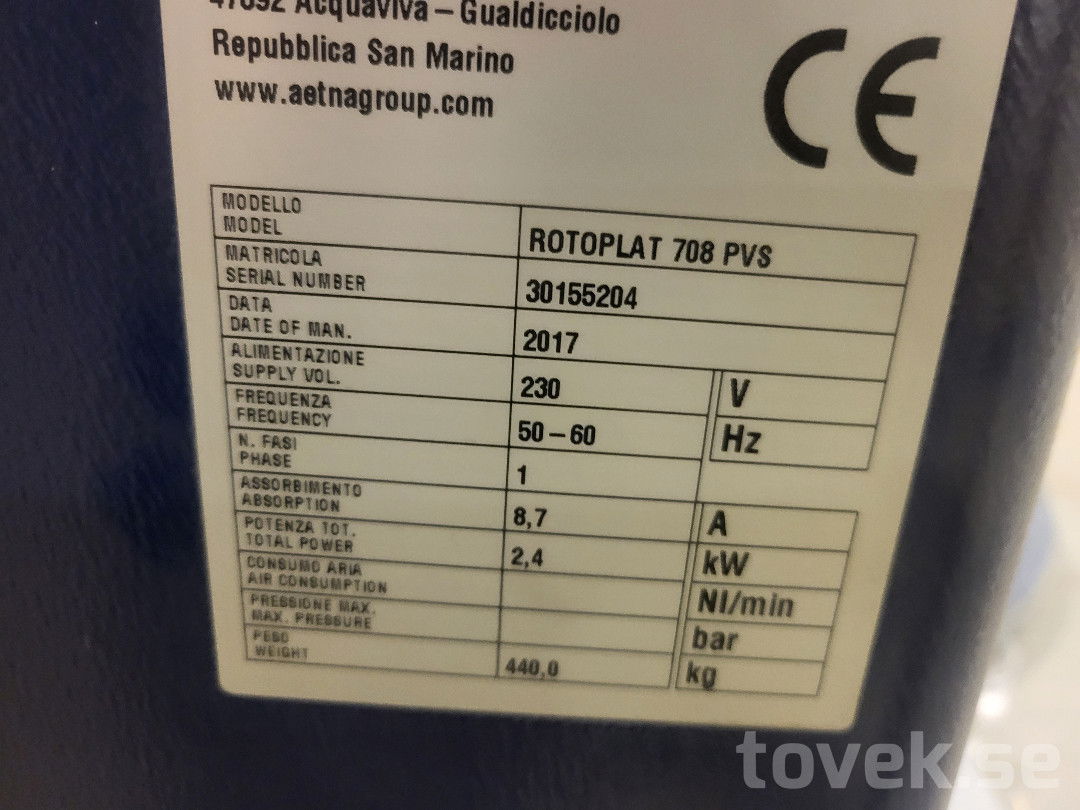 47892 Acquaviva – Gualdicciolo
Repubblica San Marino
www.aetnagroup.com
CE
MODELLO
MODEL
ROTOPLAT 708 PVS
MATRICOLA
SERIAL NUMBER
30155204
DATA
DATE OF MAN.
2017
ALIMENTAZIONE
SUPPLY VOL.
230
V
FREQUENZA
FREQUENCY
50 – 60
Hz
N. FASI
PHASE
1
ASSORBIMENTO
ABSORPTION
8,7
A
POTENZA TOT.
TOTAL POWER
2,4
kW
CONSUMO ARIA
AIR CONSUMPTION
Nl/min
PRESSIONE MAX.
MAX. PRESSURE
bar
PESO
WEIGHT
440,0
kg
tovek.se